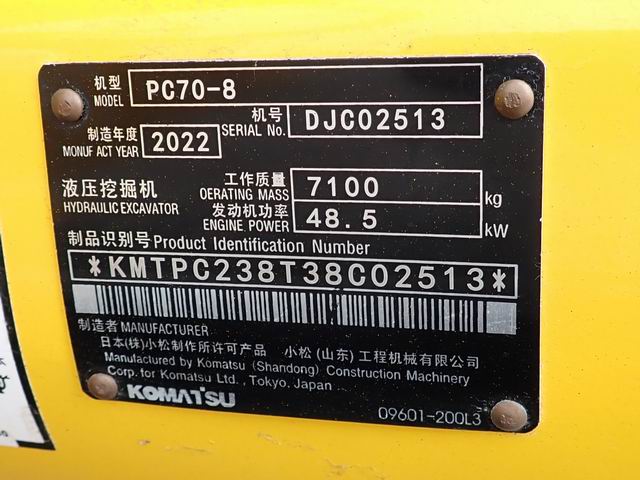 机型 MODEL PC70-8
机号 SERIAL No. DJC02513
制造年度 MONUF ACT YEAR 2022
液压挖掘机 HYDRAULIC EXCAVATOR
工作质量 OPERATING MASS 7100 kg
发动机功率 ENGINE POWER 48.5 kW
制品识别号 Product Identification Number
*KMTPC238T38C02513*
制造者 MANUFACTURER
日本(株)小松制作所许可产品 小松 (山东) 工程机械有限公司
Manufactured by Komatsu (Shandong) Construction Machinery
Corp. for Komatsu Ltd., Tokyo, Japan
KOMATSU
09601-200L3